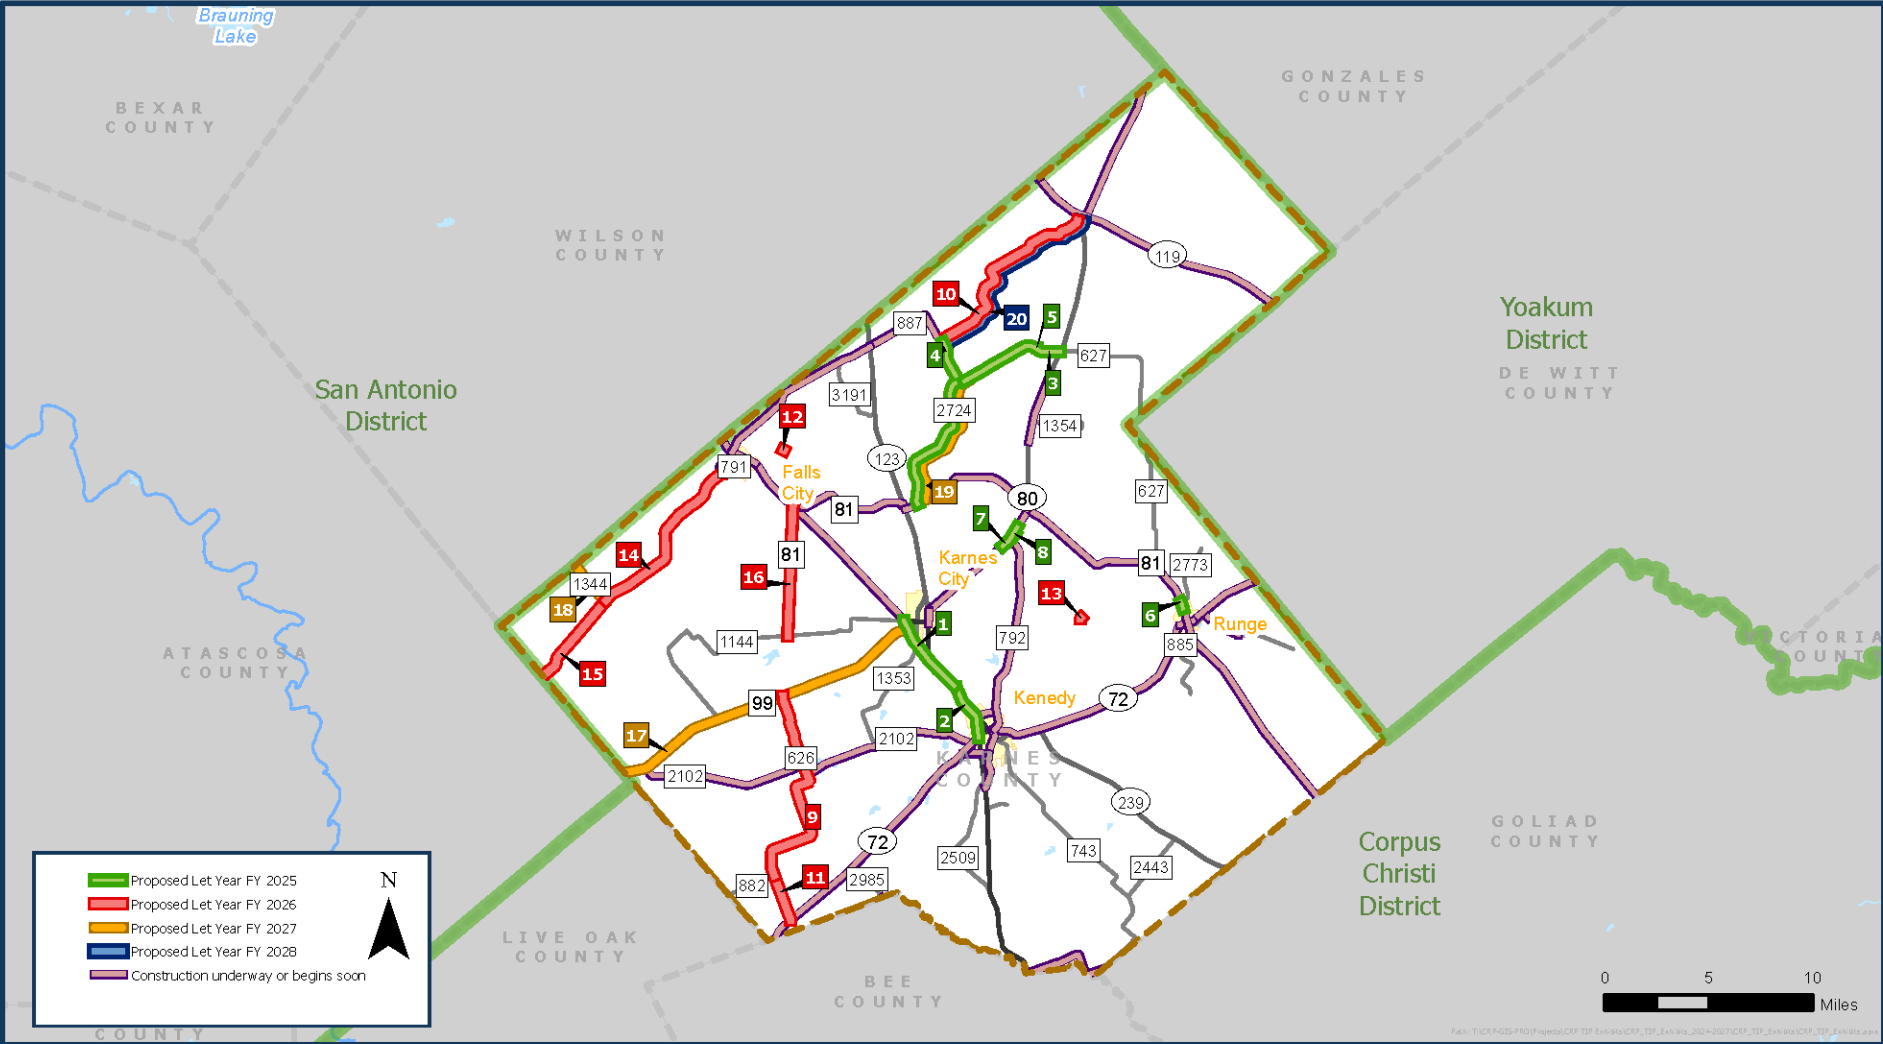 Brauning
Lake
BEXAR
COUNTY
GONZALES
COUNTY
WILSON
COUNTY
119
10
20
5
887
4
627
3
Yoakum
District
DE WITT
COUNTY
San Antonio
District
3191
2724
12
1354
123
791
Falls
City
19
80
627
81
7
14
81
8
Karnes
City
81
2773
1344
16
18
13
6
1
Runge
792
1144
885
VICTORIA
COUNT
ATASCOSA
COUNTY
15
1353
99
Kenedy
72
2
17
2102
626
2102
KARNES
COUNTY
239
9
GOLIAD
COUNTY
72
Corpus
Christi
District
2509
743
2443
882
11
2985
LIVE OAK
COUNTY
BEE
COUNTY
N
Proposed Let Year FY 2025
Proposed Let Year FY 2026
Proposed Let Year FY 2027
Proposed Let Year FY 2028
Construction underway or begins soon
COUNTY
0 5 10
Miles